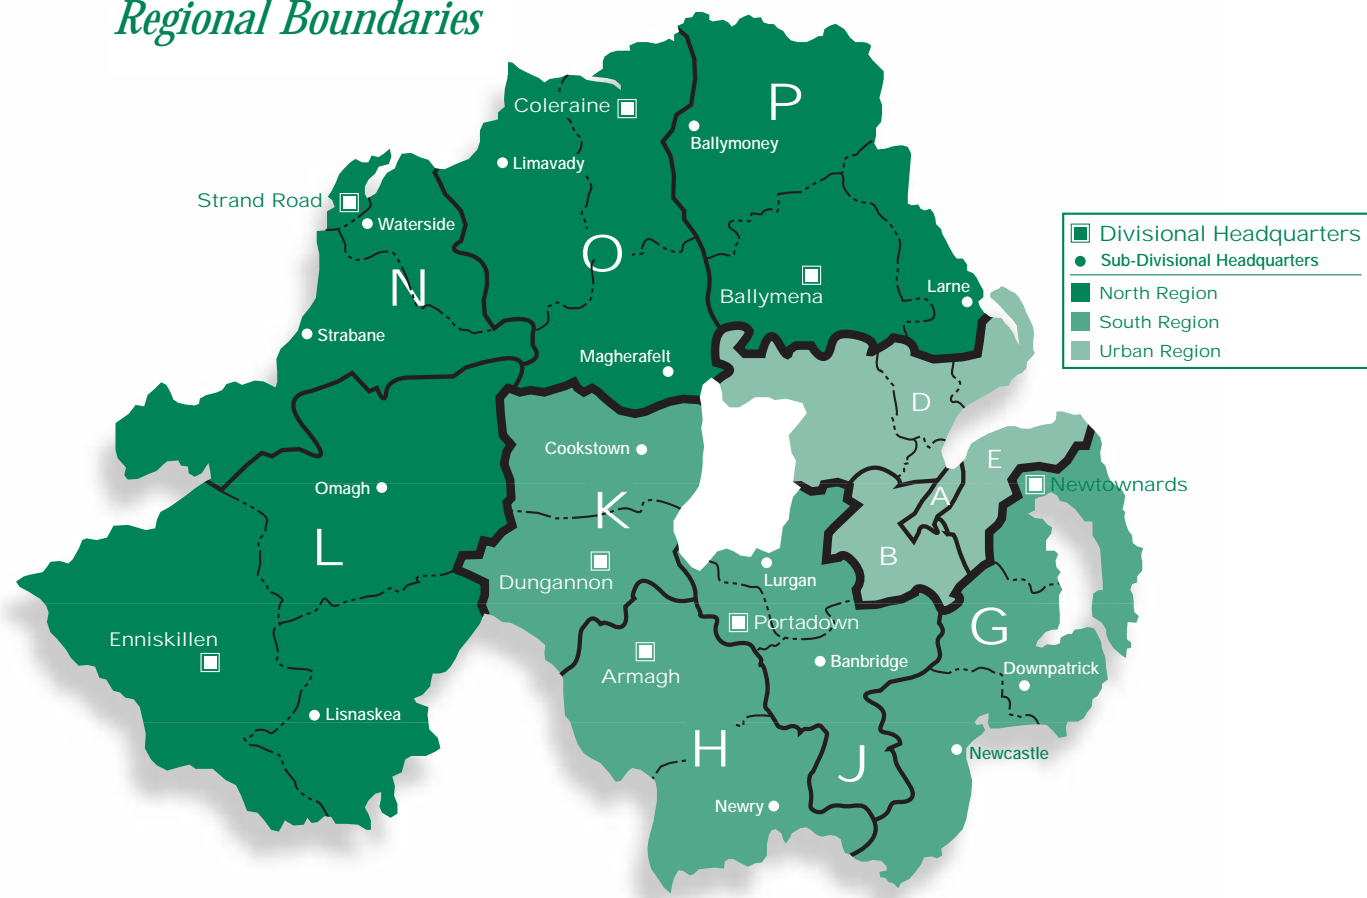 Regional Boundaries
P
Coleraine
Ballymoney
Limavady
Strand Road
Waterside
Divisional Headquarters
Sub-Divisional Headquarters
North Region
South Region
Urban Region
O
N
Ballymena
Larne
Strabane
Magherafelt
D
Cookstown
E
Omagh
Newtownards
A
K
L
B
Dungannon
Lurgan
Portadown
G
Enniskillen
Banbridge
Downpatrick
Armagh
Lisnaskea
H
J
Newcastle
Newry